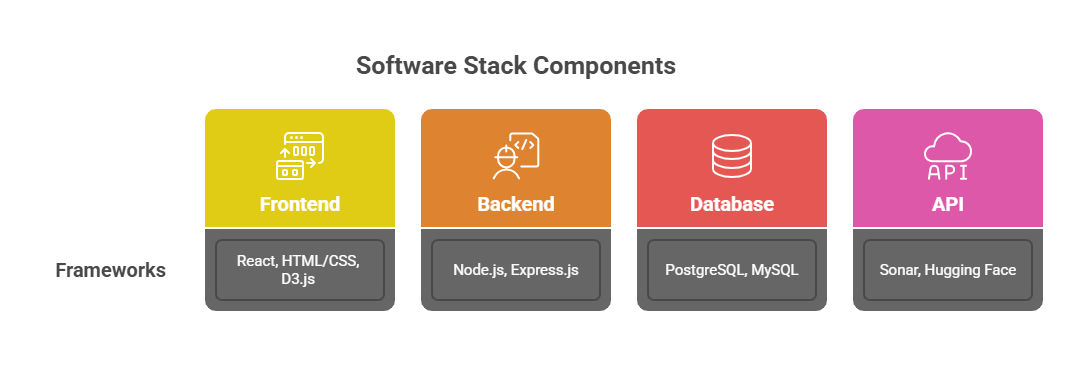 Software Stack Components
Frontend
Backend
Database
API
API
Frameworks
React, HTML/CSS,
D3.js
Node.js, Express.js
PostgreSQL, MySQL
Sonar, Hugging Face